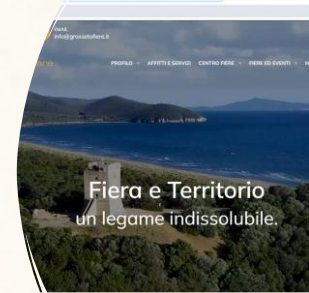 info@grossetofiere.it
PROFILO AFFITTI E SERVIZI CENTRO FIERE FIERE ED EVENTI
Fiera e Territorio
un legame indissolubile.